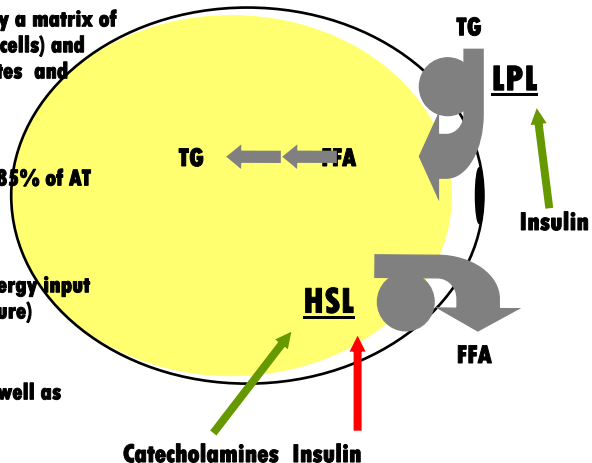 y a matrix of
cells) and
tes and
85% of AT
ergy input
ure)
well as
TG
LPL
TG
FFA
Insulin
HSL
FFA
Catecholamines Insulin